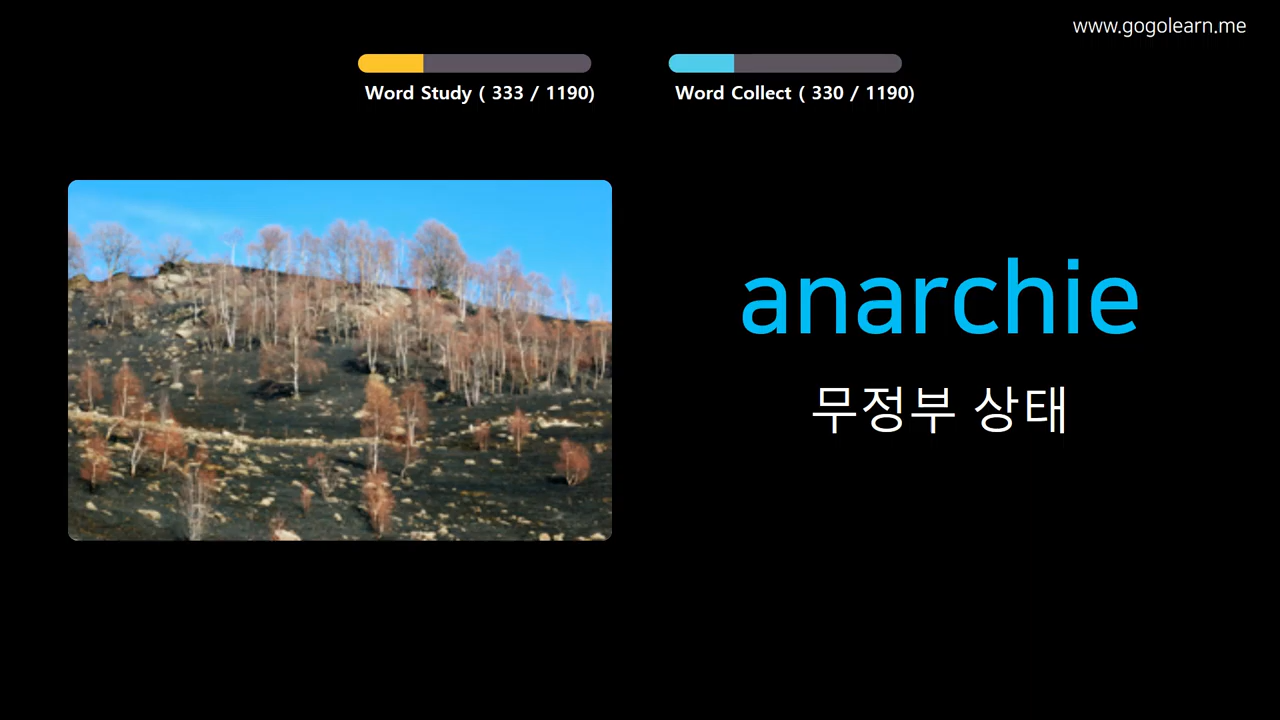 www.gogolearn.me
Word Study ( 333 / 1190)
Word Collect ( 330 / 1190)
anarchie
무정부 상태